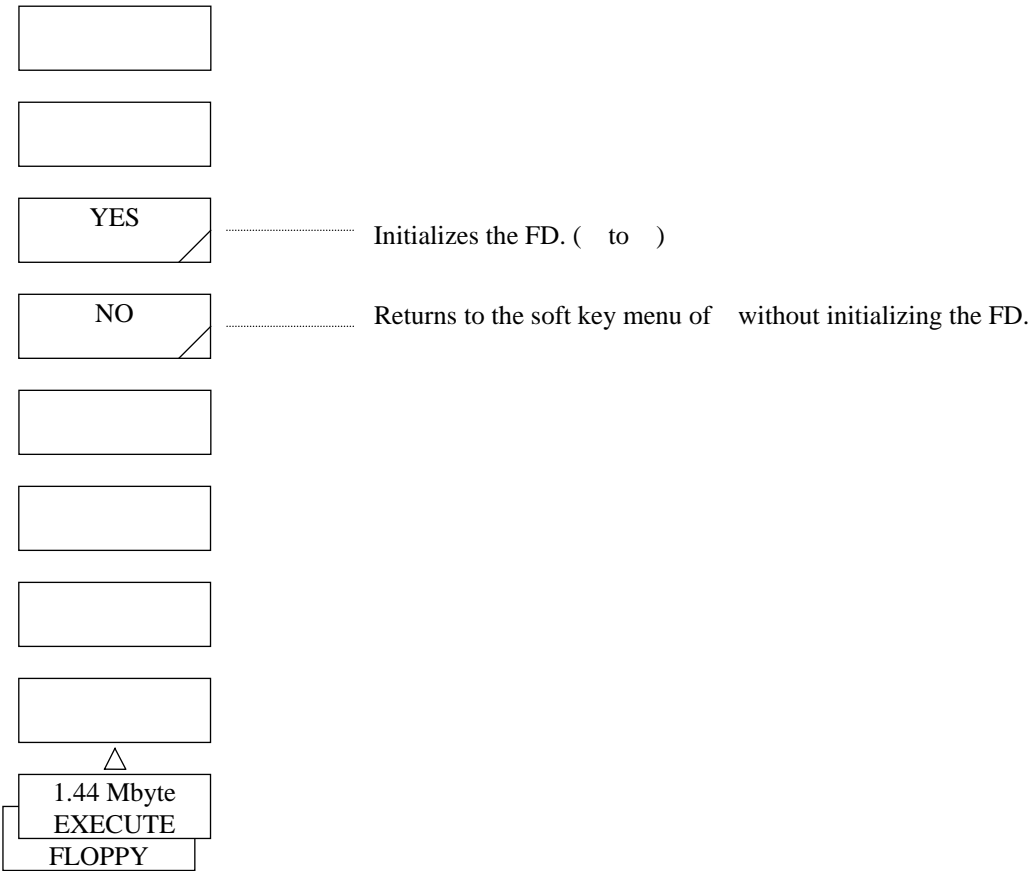 YES
Initializes the FD. (    to    )
NO
Returns to the soft key menu of    without initializing the FD.
1.44 Mbyte
EXECUTE
FLOPPY